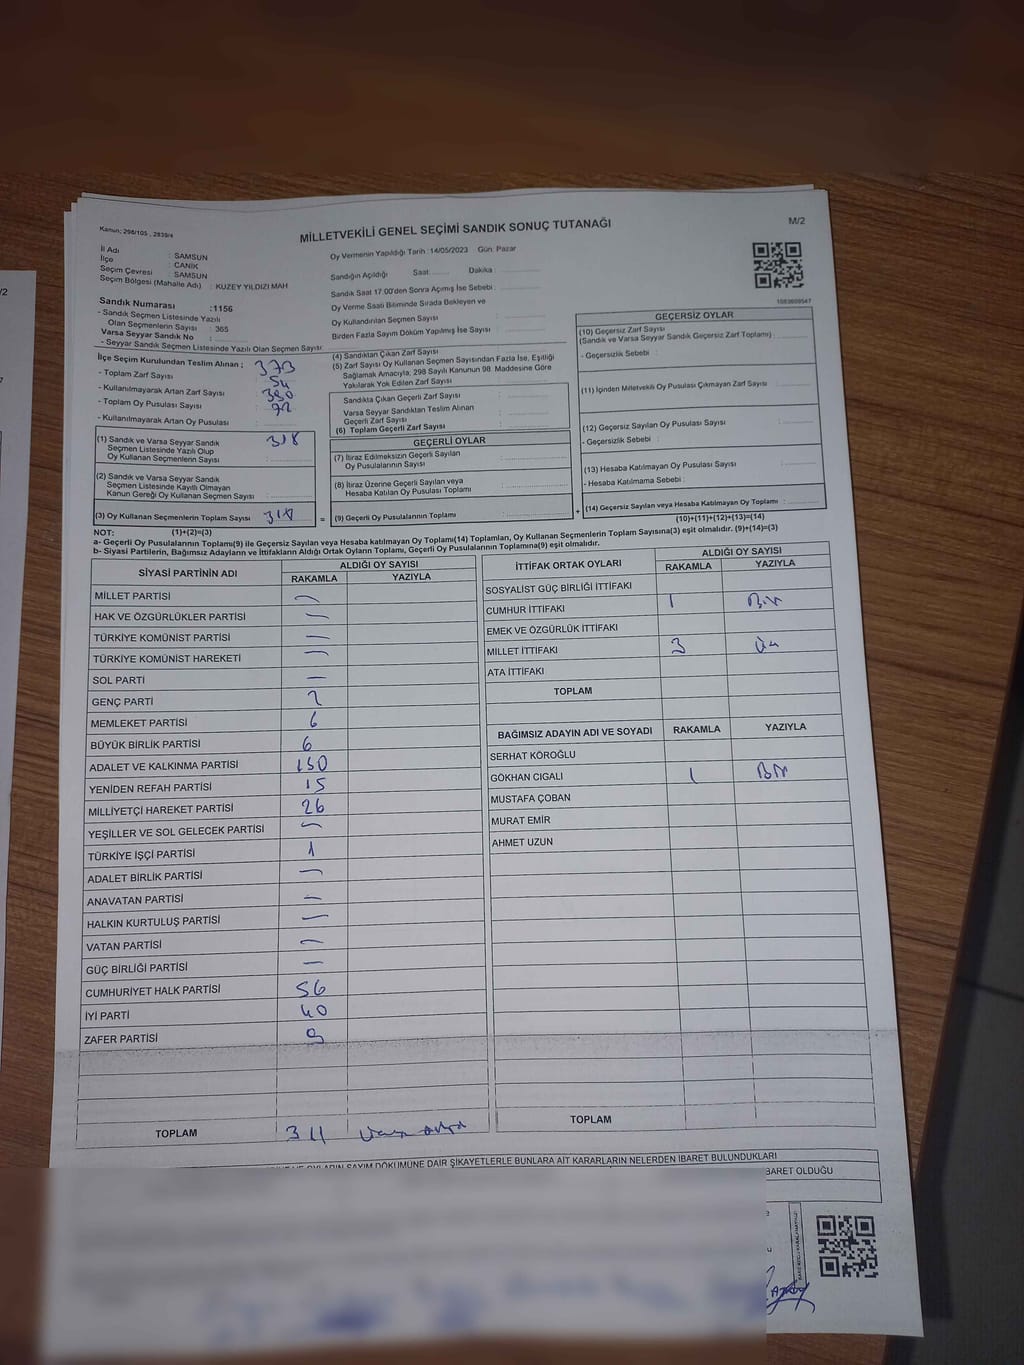 Kanun: 298/105 , 2839/4
MİLLETVEKİLİ GENEL SEÇİMİ SANDIK SONUÇ TUTANAĞI
M/2
İl Adı : SAMSUN
İlçe : CANİK
Seçim Çevresi : SAMSUN
Seçim Bölgesi (Mahalle Adı) : KUZEY YILDIZI MAH
Sandık Numarası :1156
- Sandık Seçmen Listesinde Yazılı
Olan Seçmenlerin Sayısı : 365
Varsa Seyyar Sandık No :
- Seyyar Sandık Seçmen Listesinde Yazılı Olan Seçmen Sayısı:
İlçe Seçim Kurulundan Teslim Alınan ;
- Toplam Zarf Sayısı : 373
- Kullanılmayarak Artan Zarf Sayısı : 54
- Toplam Oy Pusulası Sayısı : 380
- Kullanılmayarak Artan Oy Pusulası :
(1) Sandık ve Varsa Seyyar Sandık
Seçmen Listesinde Yazılı Olup
Oy Kullanan Seçmenlerin Sayısı : 318
(2) Sandık ve Varsa Seyyar Sandık
Seçmen Listesinde Kayıtlı Olmayan
Kanun Gereği Oy Kullanan Seçmen Sayısı :
(3) Oy Kullanan Seçmenlerin Toplam Sayısı : 318
(1)+(2)=(3)
Oy Vermenin Yapıldığı Tarih :14/05/2023 Gün: Pazar
Sandığın Açıldığı Saat: Dakika :
Sandık Saat 17.00'den Sonra Açımış İse Sebebi :
Oy Verme Saati Bitiminde Sırada Bekleyen ve
Oy Kullandırılan Seçmen Sayısı :
Birden Fazla Sayım Döküm Yapılmış İse Sayısı :
(4) Sandıktan Çıkan Zarf Sayısı :
(5) Zarf Sayısı Oy Kullanan Seçmen Sayısından Fazla İse, Eşitliği
Sağlamak Amacıyla, 298 Sayılı Kanunun 98. Maddesine Göre
Yakılarak Yok Edilen Zarf Sayısı :
Sandıkta Çıkan Geçerli Zarf Sayısı :
Varsa Seyyar Sandıktan Teslim Alınan
Geçerli Zarf Sayısı :
(6) Toplam Geçerli Zarf Sayısı :
GEÇERLİ OYLAR
(7) İtiraz Edilmeksizin Geçerli Sayılan
Oy Pusulalarının Sayısı :
(8) İtiraz Üzerine Geçerli Sayılan veya
Hesaba Katılan Oy Pusulası Toplamı :
= (9) Geçerli Oy Pusulalarının Toplamı :
GEÇERSİZ OYLAR
(10) Geçersiz Zarf Sayısı
(Sandık ve Varsa Seyyar Sandık Geçersiz Zarf Toplamı) :
- Geçersizlik Sebebi :
(11) İçinden Milletvekili Oy Pusulası Çıkmayan Zarf Sayısı :
(12) Geçersiz Sayılan Oy Pusulası Sayısı :
- Geçersizlik Sebebi :
(13) Hesaba Katılmayan Oy Pusulası Sayısı :
- Hesaba Katılmama Sebebi :
+ (14) Geçersiz Sayılan veya Hesaba Katılmayan Oy Toplamı :
(10)+(11)+(12)+(13)=(14)
NOT:
a- Geçerli Oy Pusulalarının Toplamı(9) ile Geçersiz Sayılan veya Hesaba katılmayan Oy Toplamı(14) Toplamları, Oy Kullanan Seçmenlerin Toplam Sayısına(3) eşit olmalıdır. (9)+(14)=(3)
b- Siyasi Partilerin, Bağımsız Adayların ve İttifakların Aldığı Ortak Oyların Toplamı, Geçerli Oy Pusulalarının Toplamına(9) eşit olmalıdır.
SİYASİ PARTİNİN ADI ALDIĞI OY SAYISI
RAKAMLA YAZIYLA
MİLLET PARTİSİ —
HAK VE ÖZGÜRLÜKLER PARTİSİ —
TÜRKİYE KOMÜNİST PARTİSİ —
TÜRKİYE KOMÜNİST HAREKETİ —
SOL PARTİ —
GENÇ PARTİ 2
MEMLEKET PARTİSİ 6
BÜYÜK BİRLİK PARTİSİ 6
ADALET VE KALKINMA PARTİSİ 150
YENİDEN REFAH PARTİSİ 15
MİLLİYETÇİ HAREKET PARTİSİ 26
YEŞİLLER VE SOL GELECEK PARTİSİ —
TÜRKİYE İŞÇİ PARTİSİ 1
ADALET BİRLİK PARTİSİ —
ANAVATAN PARTİSİ —
HALKIN KURTULUŞ PARTİSİ —
VATAN PARTİSİ —
GÜÇ BİRLİĞİ PARTİSİ —
CUMHURİYET HALK PARTİSİ 56
İYİ PARTİ 40
ZAFER PARTİSİ 9
TOPLAM 311
İTTİFAK ORTAK OYLARI ALDIĞI OY SAYISI
RAKAMLA YAZIYLA
SOSYALİST GÜÇ BİRLİĞİ İTTİFAKI
CUMHUR İTTİFAKI 1 Bir
EMEK VE ÖZGÜRLÜK İTTİFAKI
MİLLET İTTİFAKI 3 Üç
ATA İTTİFAKI
TOPLAM
BAĞIMSIZ ADAYIN ADI VE SOYADI RAKAMLA YAZIYLA
SERHAT KÖROĞLU
GÖKHAN CIGALI 1 Bir
MUSTAFA ÇOBAN
MURAT EMİR
AHMET UZUN
TOPLAM
OYLARIN SAYIM DÖKÜMÜNE DAİR ŞİKAYETLERLE BUNLARA AİT KARARLARIN NELERDEN İBARET BULUNDUKLARI
BARET OLDUĞU